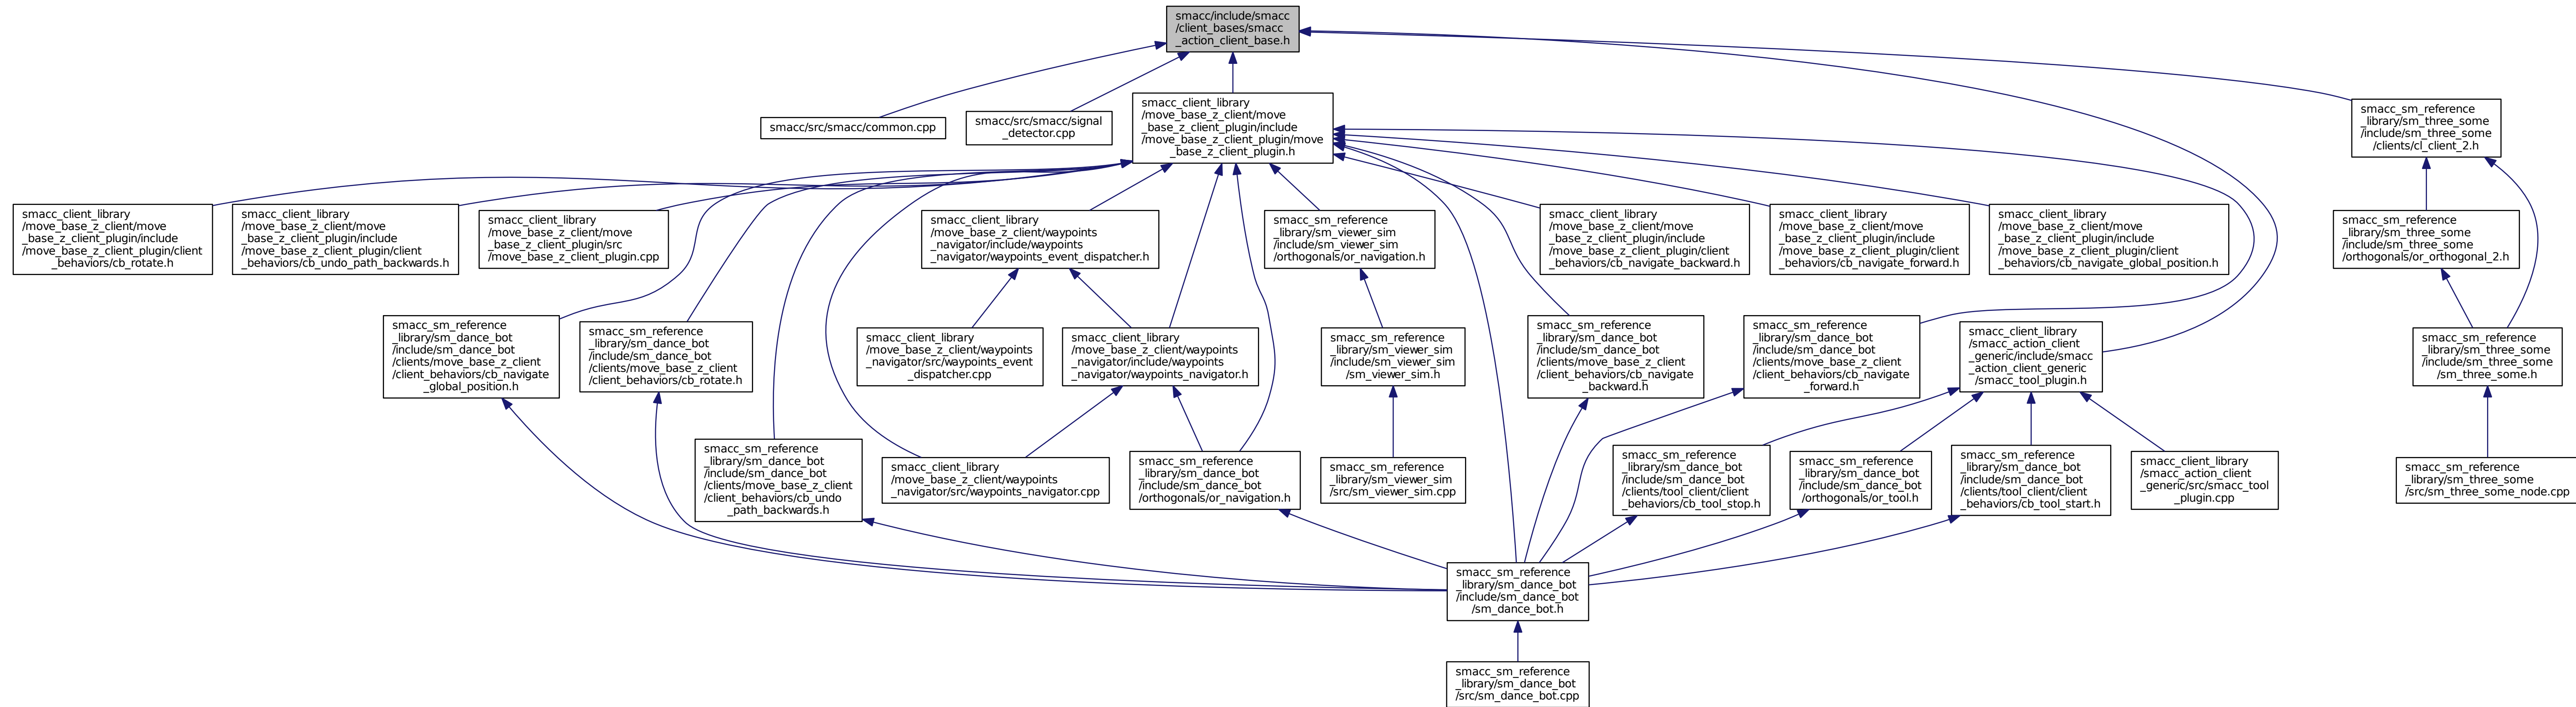 smacc/include/smacc
/client_bases/smacc
_action_client_base.h
smacc/src/smacc/common.cpp
smacc/src/smacc/signal
_detector.cpp
smacc_client_library
/move_base_z_client/move
_base_z_client_plugin/include
/move_base_z_client_plugin/move
_base_z_client_plugin.h
smacc_sm_reference
_library/sm_three_some
/include/sm_three_some
/clients/cl_client_2.h
smacc_client_library
/move_base_z_client/move
_base_z_client_plugin/include
/move_base_z_client_plugin/client
_behaviors/cb_rotate.h
smacc_client_library
/move_base_z_client/move
_base_z_client_plugin/include
/move_base_z_client_plugin/client
_behaviors/cb_undo_path_backwards.h
smacc_client_library
/move_base_z_client/move
_base_z_client_plugin/src
/move_base_z_client_plugin.cpp
smacc_client_library
/move_base_z_client/waypoints
_navigator/include/waypoints
_navigator/waypoints_event_dispatcher.h
smacc_sm_reference
_library/sm_viewer_sim
/include/sm_viewer_sim
/orthogonals/or_navigation.h
smacc_client_library
/move_base_z_client/move
_base_z_client_plugin/include
/move_base_z_client_plugin/client
_behaviors/cb_navigate_backward.h
smacc_client_library
/move_base_z_client/move
_base_z_client_plugin/include
/move_base_z_client_plugin/client
_behaviors/cb_navigate_forward.h
smacc_client_library
/move_base_z_client/move
_base_z_client_plugin/include
/move_base_z_client_plugin/client
_behaviors/cb_navigate_global_position.h
smacc_sm_reference
_library/sm_three_some
/include/sm_three_some
/orthogonals/or_orthogonal_2.h
smacc_sm_reference
_library/sm_dance_bot
/include/sm_dance_bot
/clients/move_base_z_client
/client_behaviors/cb_navigate
_global_position.h
smacc_sm_reference
_library/sm_dance_bot
/include/sm_dance_bot
/clients/move_base_z_client
/client_behaviors/cb_rotate.h
smacc_client_library
/move_base_z_client/waypoints
_navigator/src/waypoints_event
_dispatcher.cpp
smacc_client_library
/move_base_z_client/waypoints
_navigator/include/waypoints
_navigator/waypoints_navigator.h
smacc_sm_reference
_library/sm_viewer_sim
/include/sm_viewer_sim
/sm_viewer_sim.h
smacc_sm_reference
_library/sm_dance_bot
/include/sm_dance_bot
/clients/move_base_z_client
/client_behaviors/cb_navigate
_backward.h
smacc_sm_reference
_library/sm_dance_bot
/include/sm_dance_bot
/clients/move_base_z_client
/client_behaviors/cb_navigate
_forward.h
smacc_client_library
/smacc_action_client
_generic/include/smacc
_action_client_generic
/smacc_tool_plugin.h
smacc_sm_reference
_library/sm_three_some
/include/sm_three_some
/sm_three_some.h
smacc_sm_reference
_library/sm_dance_bot
/include/sm_dance_bot
/clients/move_base_z_client
/client_behaviors/cb_undo
_path_backwards.h
smacc_client_library
/move_base_z_client/waypoints
_navigator/src/waypoints_navigator.cpp
smacc_sm_reference
_library/sm_dance_bot
/include/sm_dance_bot
/orthogonals/or_navigation.h
smacc_sm_reference
_library/sm_viewer_sim
/src/sm_viewer_sim.cpp
smacc_sm_reference
_library/sm_dance_bot
/include/sm_dance_bot
/clients/tool_client/client
_behaviors/cb_tool_stop.h
smacc_sm_reference
_library/sm_dance_bot
/include/sm_dance_bot
/orthogonals/or_tool.h
smacc_sm_reference
_library/sm_dance_bot
/include/sm_dance_bot
/clients/tool_client/client
_behaviors/cb_tool_start.h
smacc_client_library
/smacc_action_client
_generic/src/smacc_tool
_plugin.cpp
smacc_sm_reference
_library/sm_three_some
/src/sm_three_some_node.cpp
smacc_sm_reference
_library/sm_dance_bot
/include/sm_dance_bot
/sm_dance_bot.h
smacc_sm_reference
_library/sm_dance_bot
/src/sm_dance_bot.cpp